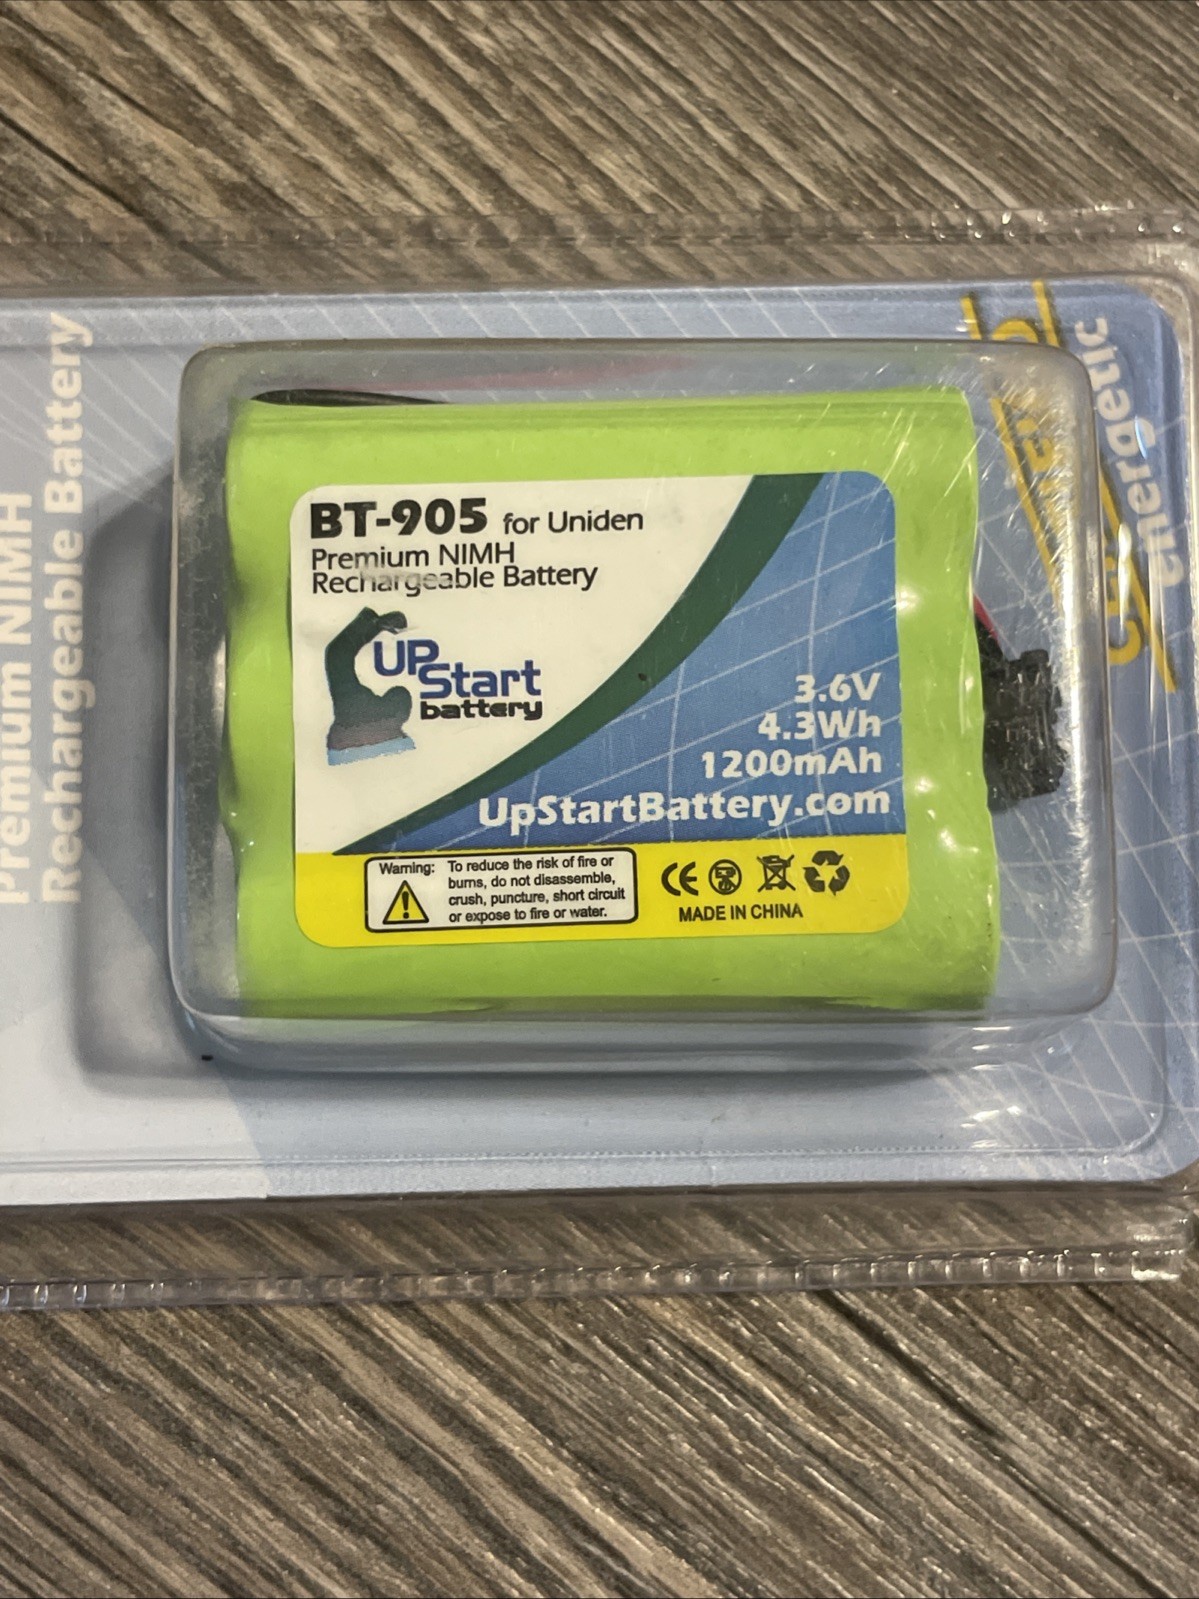 Premium NIMH
Rechargeable Battery
BT-905 for Uniden
Premium NIMH
Rechargeable Battery
UP
Start
battery
3.6V
4.3Wh
1200mAh
UpStartBattery.com
Warning: To reduce the risk of fire or
burns, do not disassemble,
crush, puncture, short circuit
or expose to fire or water.
CE
MADE IN CHINA